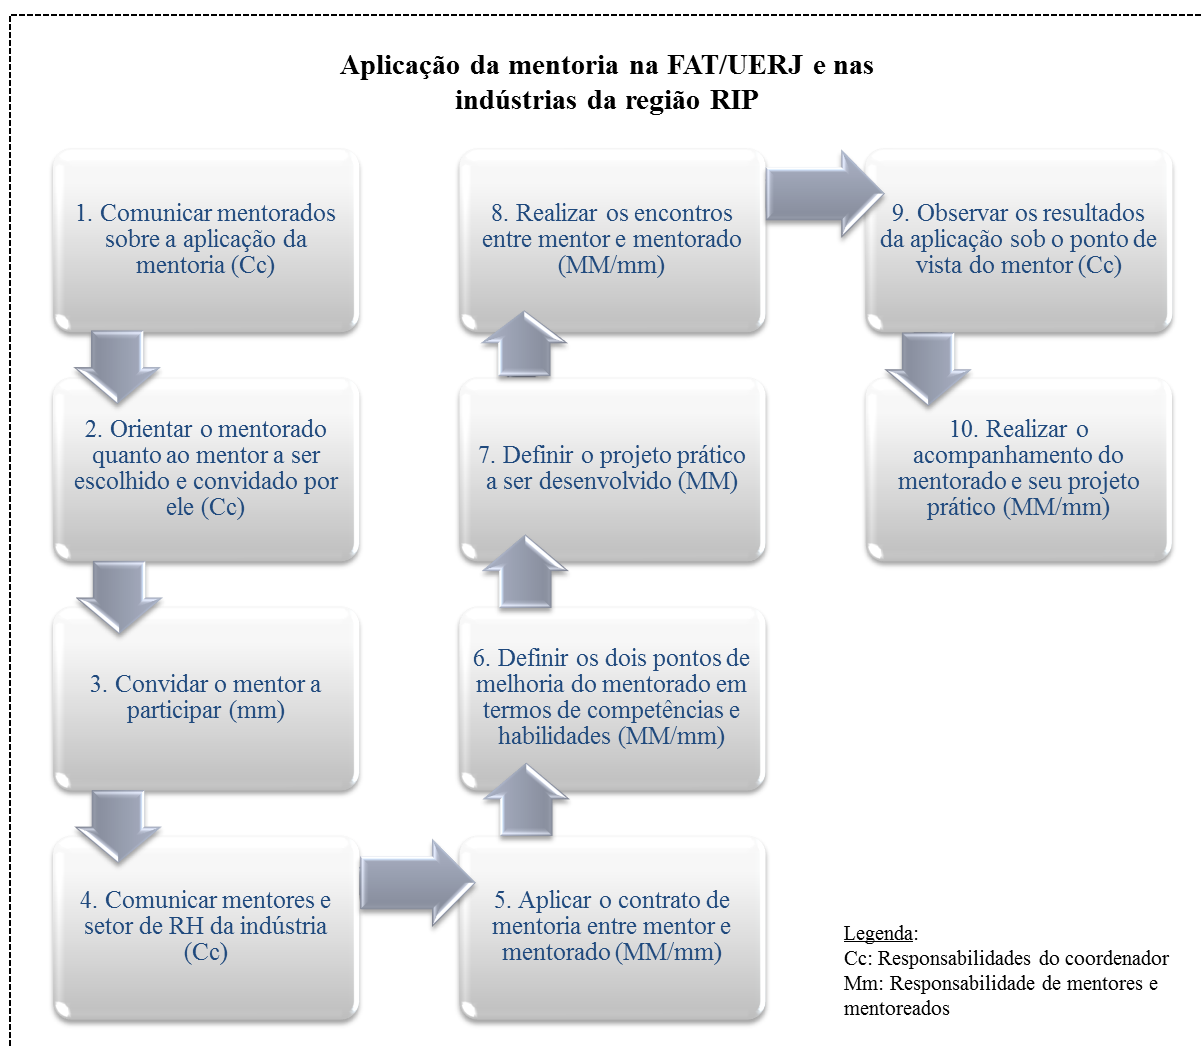 Aplicação da mentoria na FAT/UERJ e nas
indústrias da região RIP
1. Comunicar mentorados
sobre a aplicação da
mentoria (Cc)
2. Orientar o mentorado
quanto ao mentor a ser
escolhido e convidado por
ele (Cc)
3. Convidar o mentor a
participar (mm)
4. Comunicar mentores e
setor de RH da indústria
(Cc)
5. Aplicar o contrato de
mentoria entre mentor e
mentorado (MM/mm)
6. Definir os dois pontos de
melhoria do mentorado em
termos de competências e
habilidades (MM/mm)
7. Definir o projeto prático
a ser desenvolvido (MM)
8. Realizar os encontros
entre mentor e mentorado
(MM/mm)
9. Observar os resultados
da aplicação sob o ponto de
vista do mentor (Cc)
10. Realizar o
acompanhamento do
mentorado e seu projeto
prático (MM/mm)
Legenda:
Cc: Responsabilidades do coordenador
Mm: Responsabilidade de mentores e
mentoreados